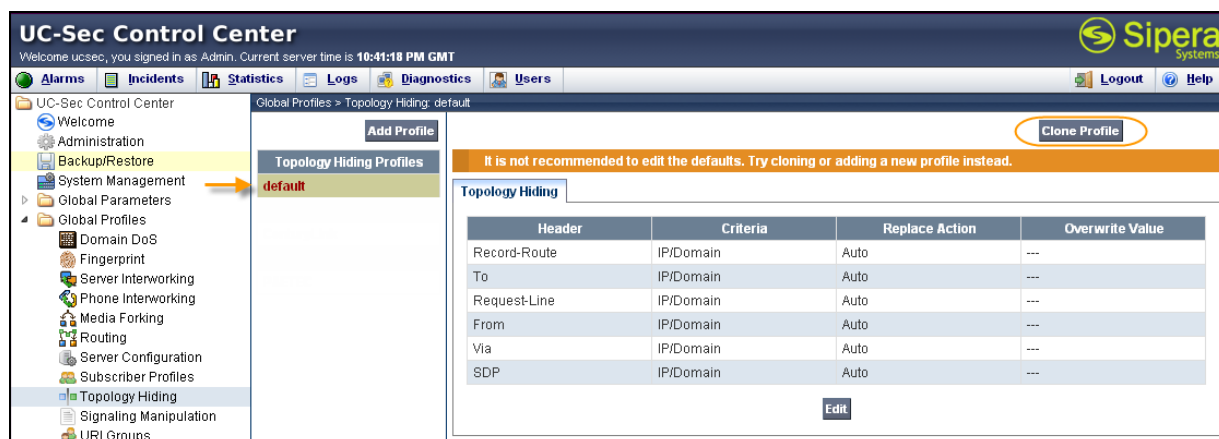 UC-Sec Control Center
Welcome ucsec, you signed in as Admin. Current server time is 10:41:18 PM GMT
Sipera
Systems
Alarms Incidents Statistics Logs Diagnostics Users Logout Help
UC-Sec Control Center
Welcome
Administration
Backup/Restore
System Management
Global Parameters
Global Profiles
Domain DoS
Fingerprint
Server Interworking
Phone Interworking
Media Forking
Routing
Server Configuration
Subscriber Profiles
Topology Hiding
Signaling Manipulation
URI Groups
Global Profiles > Topology Hiding: default
Add Profile
Topology Hiding Profiles
default
Clone Profile
It is not recommended to edit the defaults. Try cloning or adding a new profile instead.
Topology Hiding
Header Criteria Replace Action Overwrite Value
Record-Route IP/Domain Auto ---
To IP/Domain Auto ---
Request-Line IP/Domain Auto ---
From IP/Domain Auto ---
Via IP/Domain Auto ---
SDP IP/Domain Auto ---
Edit